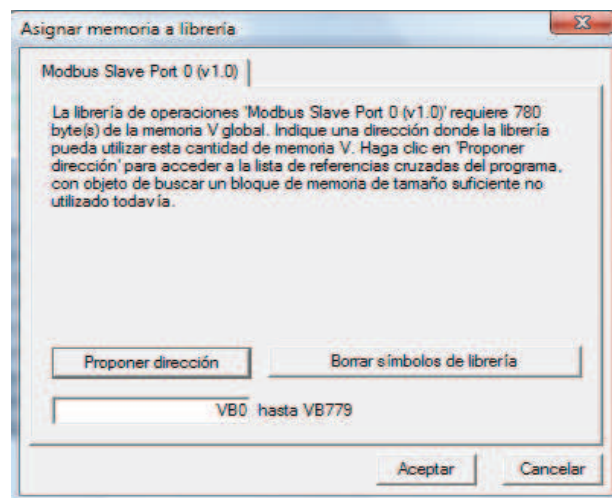 Asignar memoria a librería
Modbus Slave Port 0 (v1.0)
La librería de operaciones 'Modbus Slave Port 0 (v1.0)' requiere 780
byte(s) de la memoria V global. Indique una dirección donde la librería
pueda utilizar esta cantidad de memoria V. Haga clic en 'Proponer
dirección' para acceder a la lista de referencias cruzadas del programa,
con objeto de buscar un bloque de memoria de tamaño suficiente no
utilizado todavía.
Proponer dirección Borrar símbolos de librería
VB0 hasta VB779
Aceptar Cancelar